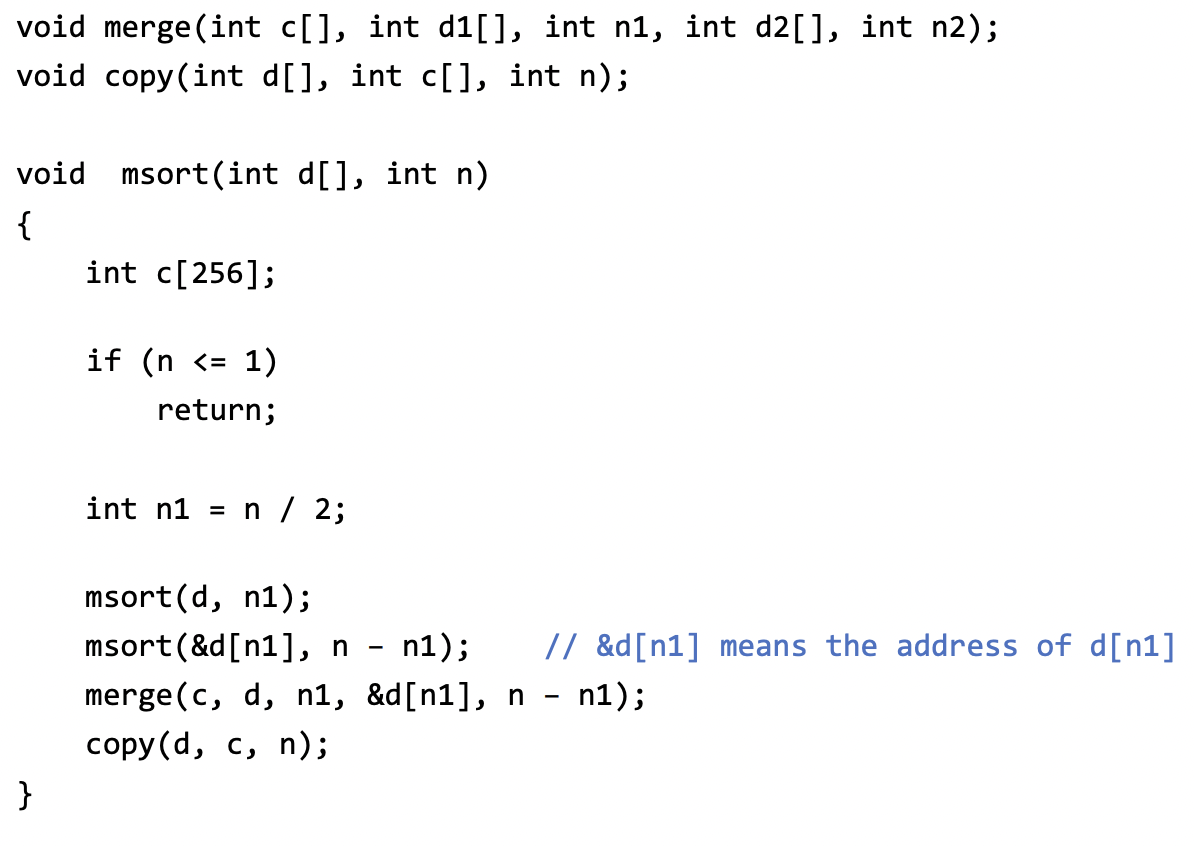 void merge(int c[], int d1[], int n1, int d2[], int n2);
void copy(int d[], int c[], int n);
void  msort(int d[], int n)
{
    int c[256];
    if (n <= 1)
        return;
    int n1 = n / 2;
    msort(d, n1);
    msort(&d[n1], n – n1);    // &d[n1] means the address of d[n1]
    merge(c, d, n1, &d[n1], n – n1);
    copy(d, c, n);
}